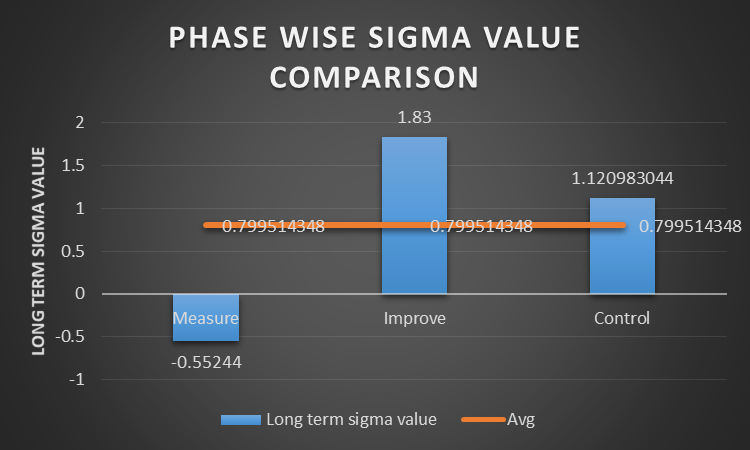 PHASE WISE SIGMA VALUE
COMPARISON
LONG TERM SIGMA VALUE
2
1.5
1
0.5
0
-0.5
-1
1.83
1.120983044
0.799514348
0.799514348
0.799514348
Measure
Improve
Control
-0.55244
Long term sigma value
Avg